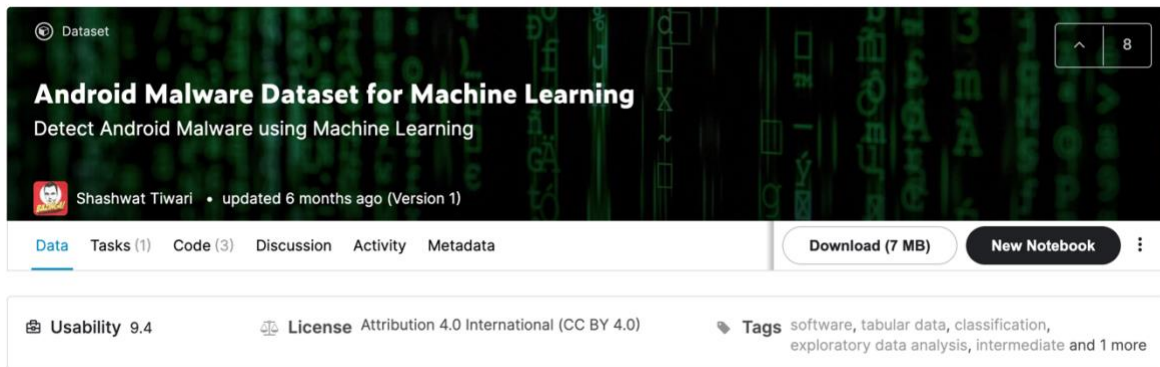 Dataset
8
Android Malware Dataset for Machine Learning
Detect Android Malware using Machine Learning
Shashwat Tiwari • updated 6 months ago (Version 1)
Data Tasks (1) Code (3) Discussion Activity Metadata Download (7 MB) New Notebook
Usability 9.4 License Attribution 4.0 International (CC BY 4.0) Tags software, tabular data, classification,
exploratory data analysis, intermediate and 1 more